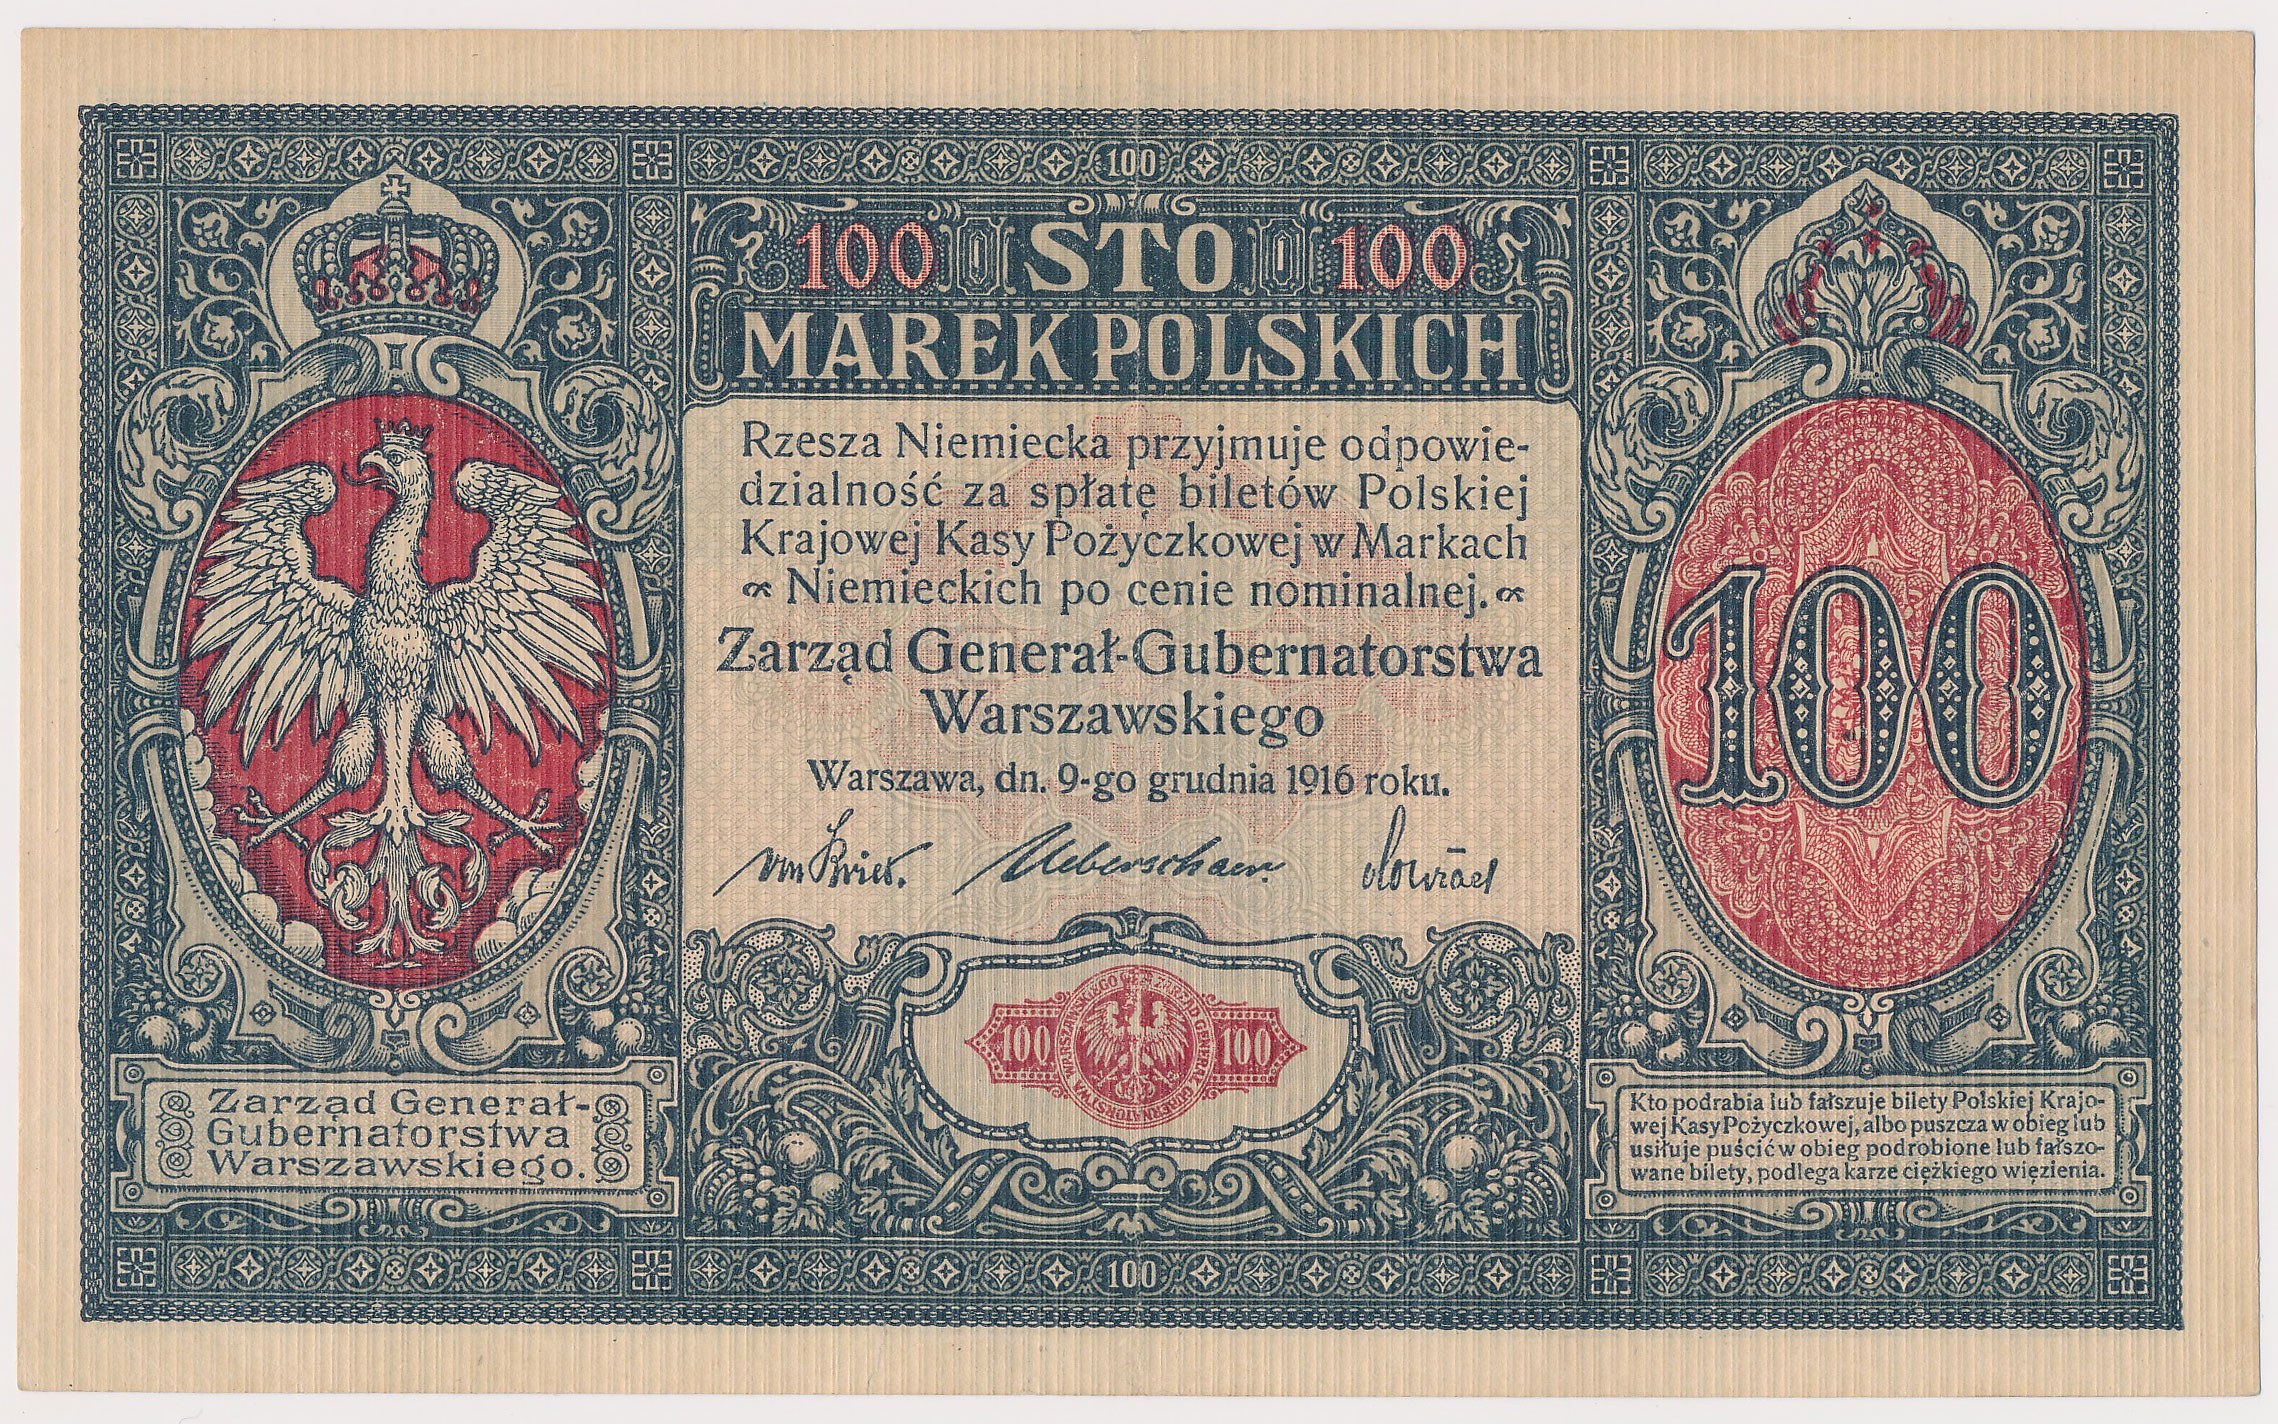 100
100 STO 100
MAREK POLSKICH
Rzesza Niemiecka przyjmuje odpowie-
dzialność za spłatę biletów Polskiej
Krajowej Kasy Pożyczkowej w Markach
Niemieckich po cenie nominalnej.
Zarząd Generał-Gubernatorstwa
Warszawskiego
Warszawa, dn. 9-go grudnia 1916 roku.
von Kries.
100
100 100
Zarząd Generał-
Gubernatorstwa
Warszawskiego.
Kto podrabia lub fałszuje bilety Polskiej Krajo-
wej Kasy Pożyczkowej, albo puszcza w obieg lub
usiłuje puścić w obieg podrobione lub fałszo-
wane bilety, podlega karze ciężkiego więzienia.
100